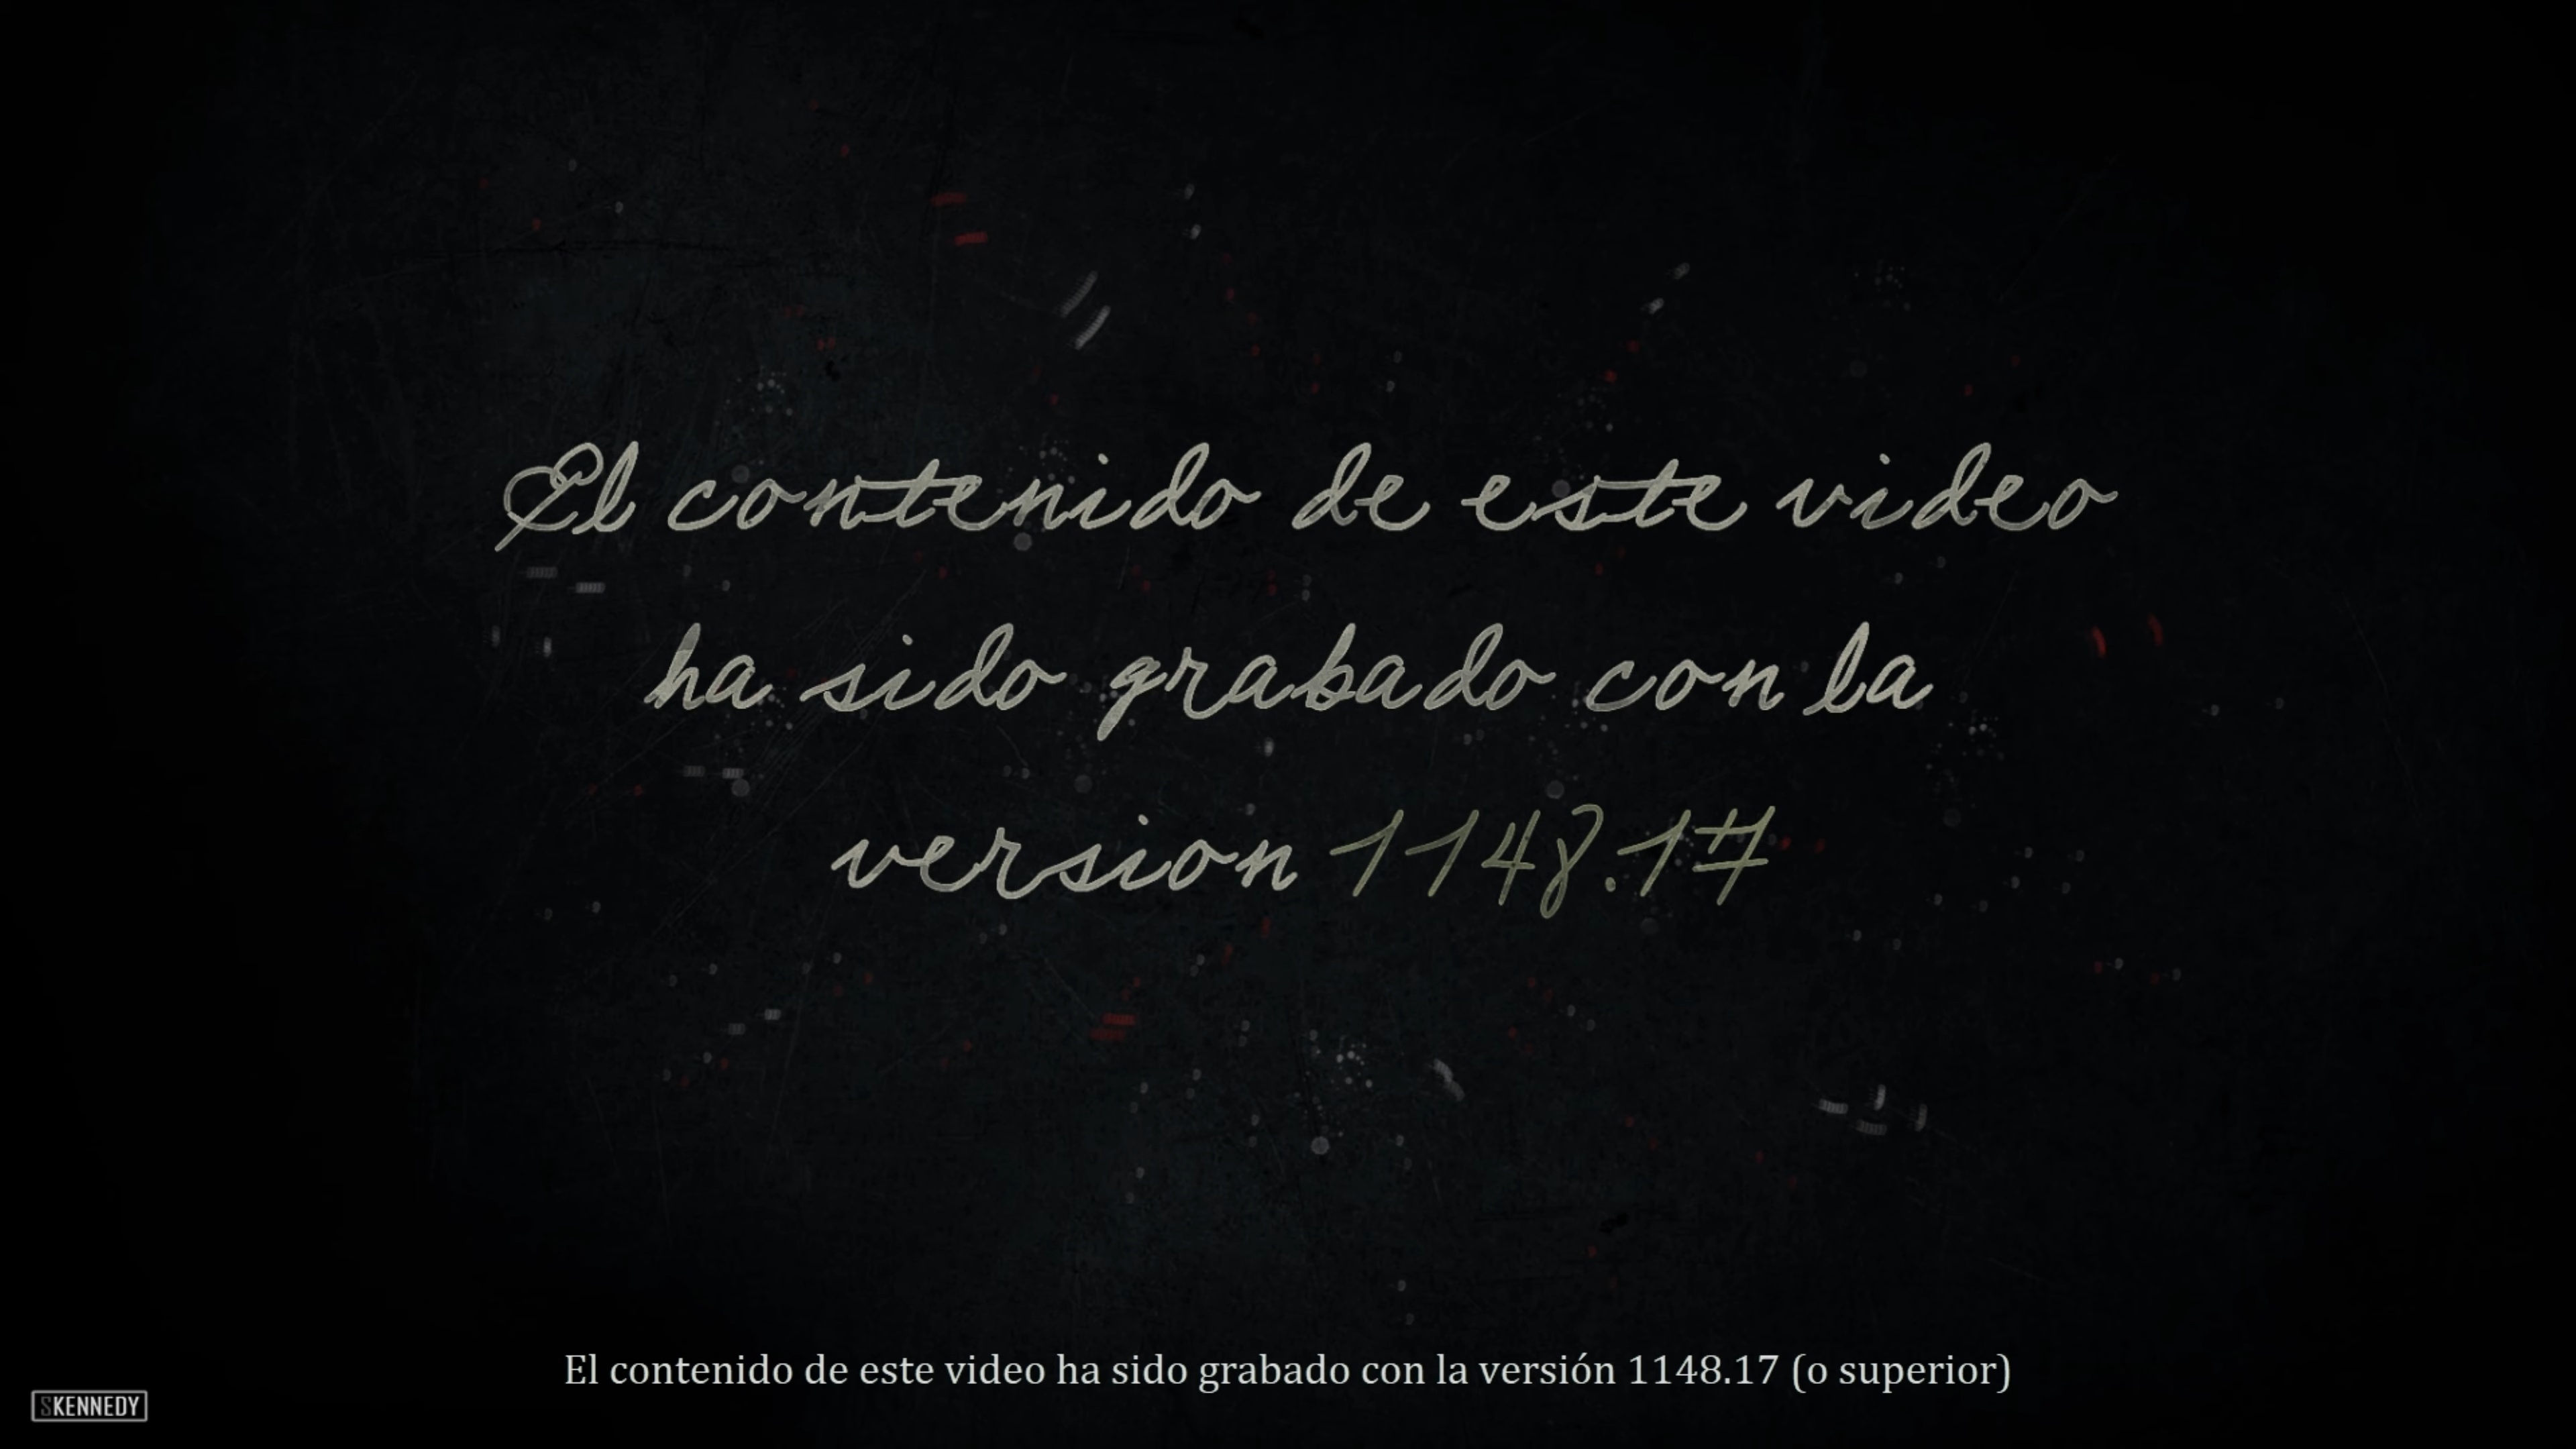 El contenido de este video
ha sido grabado con la
version 1148.17
El contenido de este video ha sido grabado con la versión 1148.17 (o superior)
SKENNEDY